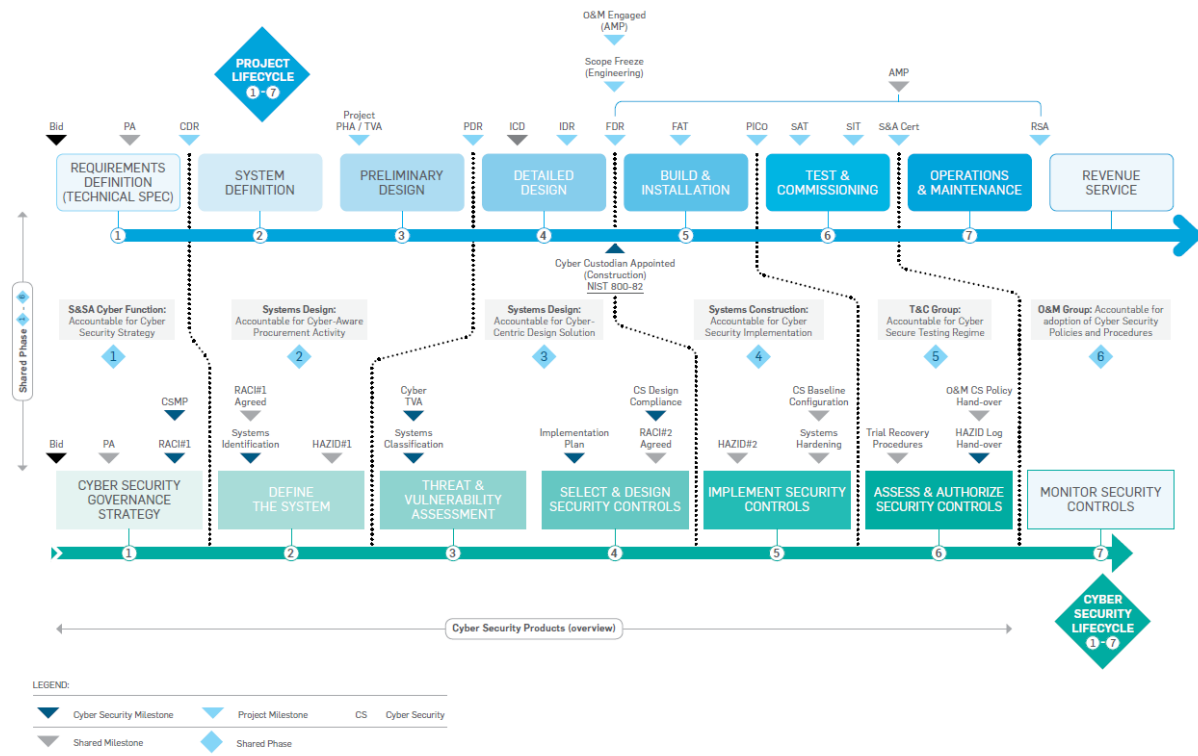 O&M Engaged
(AMP)
Scope Freeze
(Engineering)
PROJECT
LIFECYCLE
1 - 7
AMP
Bid
PA
CDR
Project
PHA / TVA
PDR
ICD
IDR
FDR
FAT
PICO
SAT
SIT
S&A Cert
RSA
REQUIREMENTS
DEFINITION
(TECHNICAL SPEC)
SYSTEM
DEFINITION
PRELIMINARY
DESIGN
DETAILED
DESIGN
BUILD &
INSTALLATION
TEST &
COMMISSIONING
OPERATIONS
& MAINTENANCE
REVENUE
SERVICE
1
2
3
4
5
6
7
Cyber Custodian Appointed
(Construction)
NIST 800-82
Shared Phase 1 - 6
S&SA Cyber Function:
Accountable for Cyber
Security Strategy
1
Systems Design:
Accountable for Cyber-Aware
Procurement Activity
2
Systems Design:
Accountable for Cyber-
Centric Design Solution
3
Systems Construction:
Accountable for Cyber
Security Implementation
4
T&C Group:
Accountable for Cyber
Secure Testing Regime
5
O&M Group: Accountable for
adoption of Cyber Security
Policies and Procedures
6
CSMP
RACI#1
Agreed
Cyber
TVA
CS Design
Compliance
CS Baseline
Configuration
O&M CS Policy
Hand-over
Bid
PA
RACI#1
Systems
Identification
HAZID#1
Systems
Classification
Implementation
Plan
RACI#2
Agreed
HAZID#2
Systems
Hardening
Trial Recovery
Procedures
HAZID Log
Hand-over
CYBER SECURITY
GOVERNANCE
STRATEGY
DEFINE
THE SYSTEM
THREAT &
VULNERABILITY
ASSESSMENT
SELECT & DESIGN
SECURITY CONTROLS
IMPLEMENT SECURITY
CONTROLS
ASSESS & AUTHORIZE
SECURITY CONTROLS
MONITOR SECURITY
CONTROLS
1
2
3
4
5
6
7
CYBER
SECURITY
LIFECYCLE
1 - 7
Cyber Security Products (overview)
LEGEND:
Cyber Security Milestone
Project Milestone
CS Cyber Security
Shared Milestone
Shared Phase